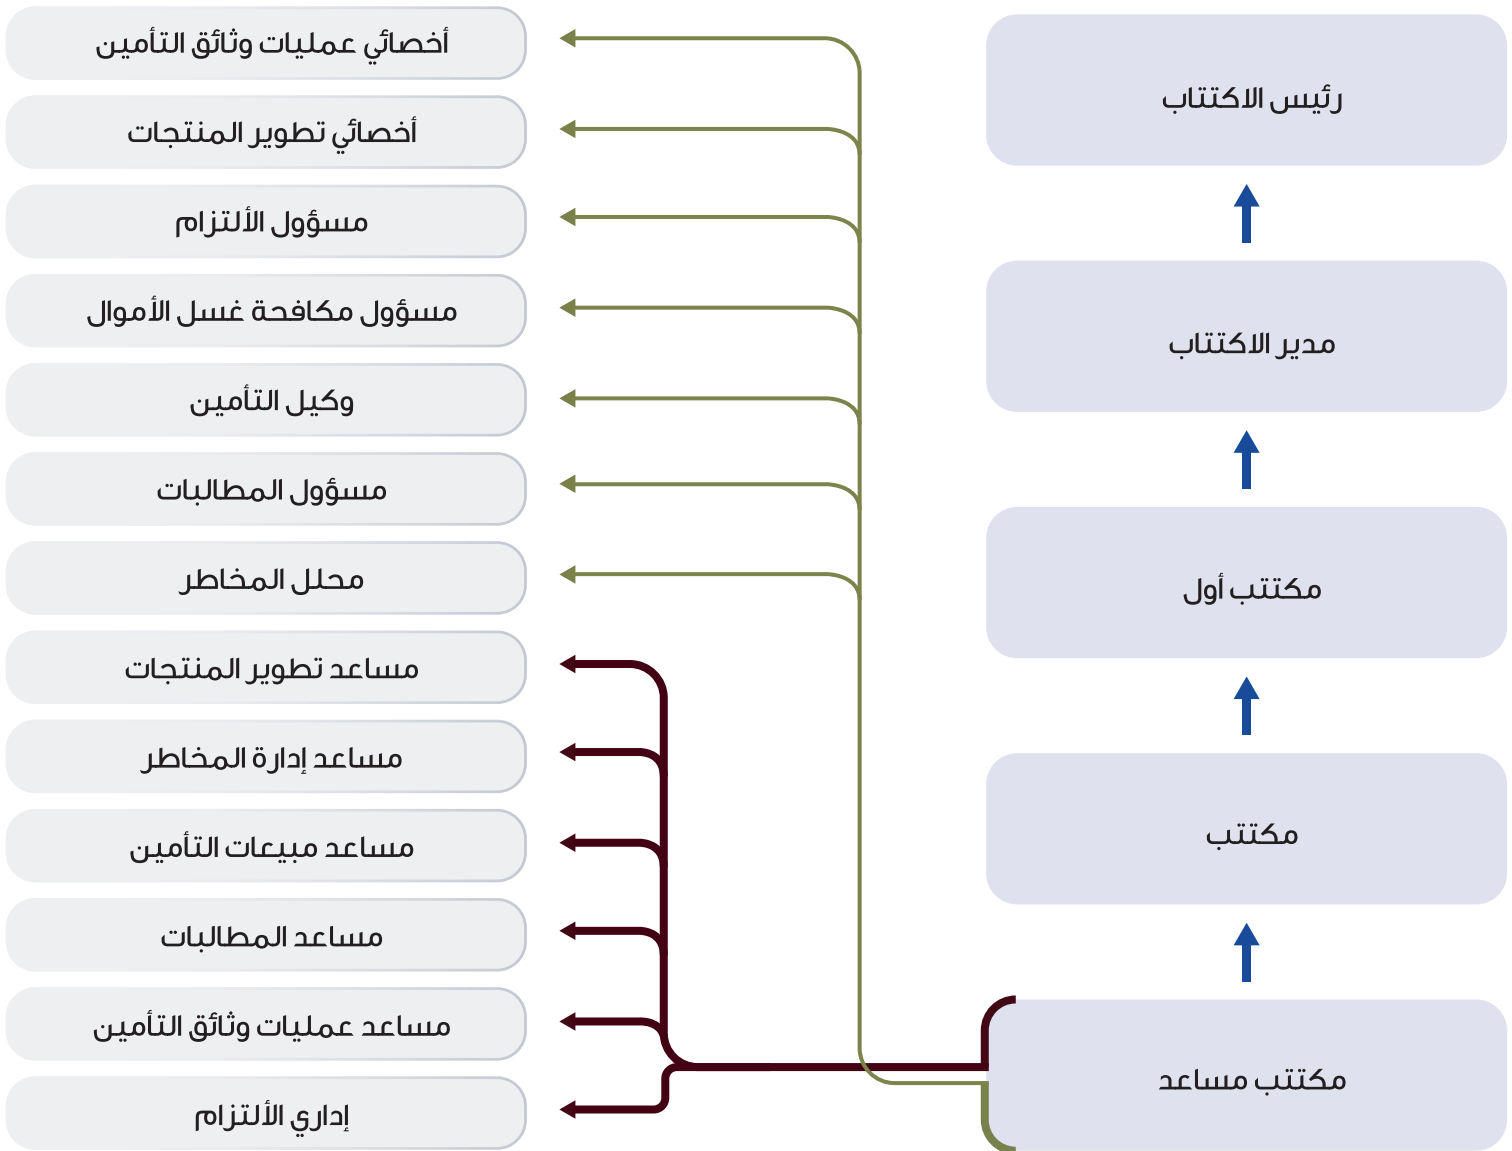 رئيس الاكتتاب
مدير الاكتتاب
مكتتب أول
مكتتب
مكتتب مساعد
أخصائي عمليات وثائق التأمين
أخصائي تطوير المنتجات
مسؤول الألتزام
مسؤول مكافحة غسل الأموال
وكيل التأمين
مسؤول المطالبات
محلل المخاطر
مساعد تطوير المنتجات
مساعد إدارة المخاطر
مساعد مبيعات التأمين
مساعد المطالبات
مساعد عمليات وثائق التأمين
إداري الألتزام